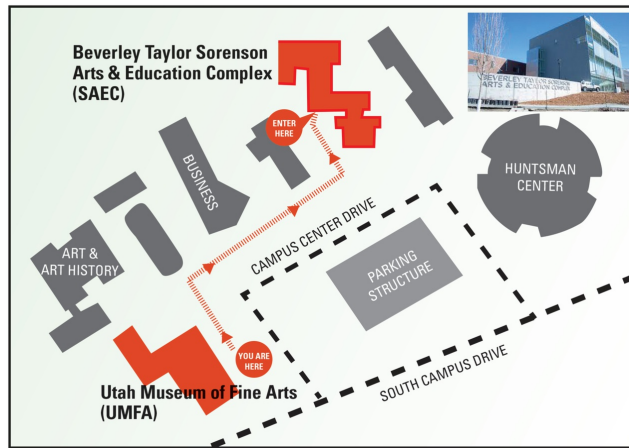 Beverley Taylor Sorenson
Arts & Education Complex
(SAEC)
BEVERLEY TAYLOR SORENSON
ARTS & EDUCATION COMPLEX
ENTER
HERE
BUSINESS
HUNTSMAN
CENTER
ART &
ART HISTORY
CAMPUS CENTER DRIVE
PARKING
STRUCTURE
YOU ARE
HERE
SOUTH CAMPUS DRIVE
Utah Museum of Fine Arts
(UMFA)